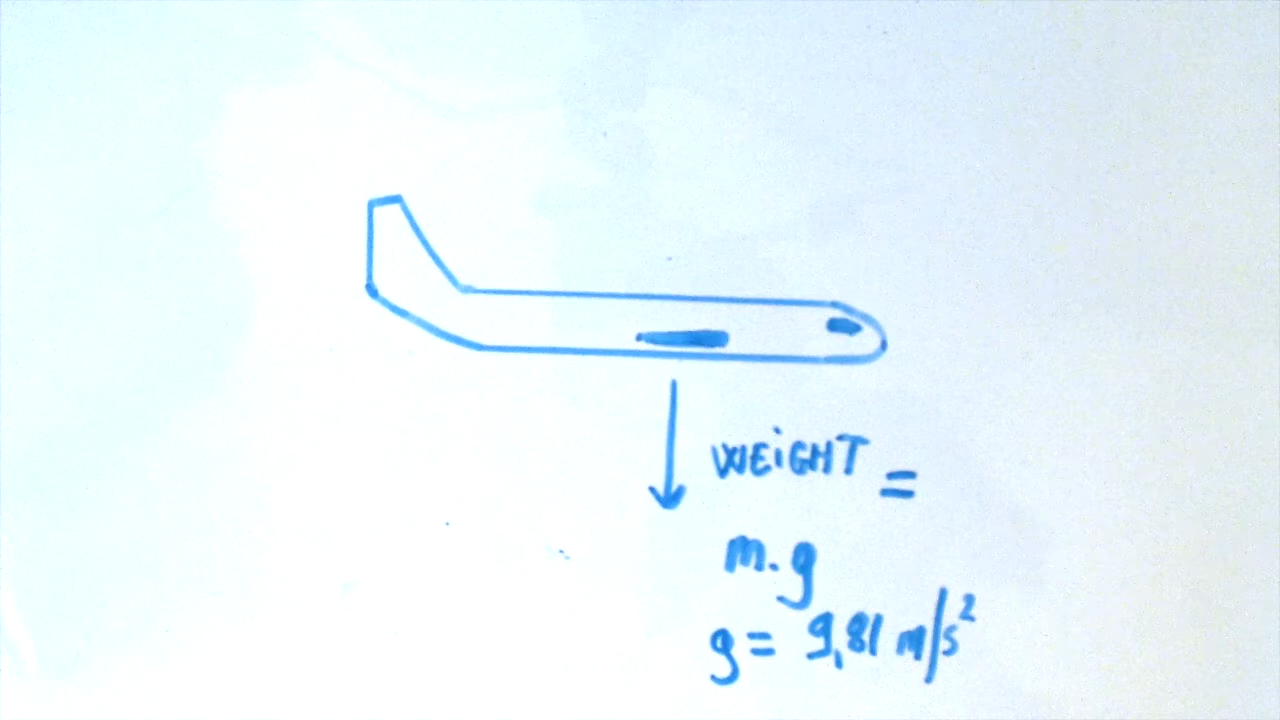 WEiGHT =
m.g
g = 9,81 m/s²